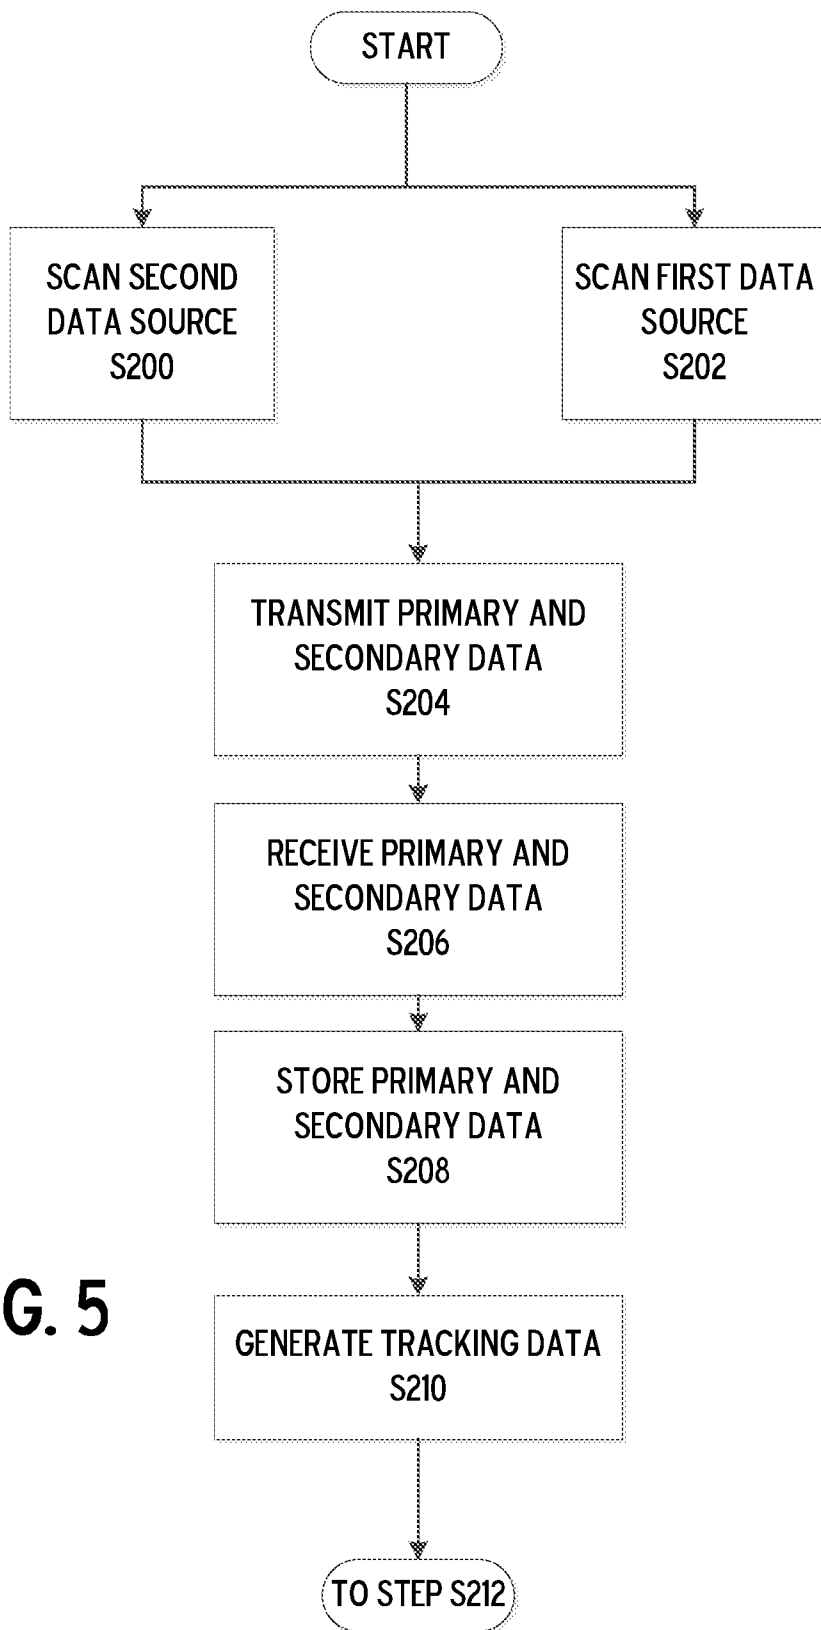 START
SCAN SECOND
DATA SOURCE
S200
SCAN FIRST DATA
SOURCE
S202
TRANSMIT PRIMARY AND
SECONDARY DATA
S204
RECEIVE PRIMARY AND
SECONDARY DATA
S206
STORE PRIMARY AND
SECONDARY DATA
S208
G. 5
GENERATE TRACKING DATA
S210
TO STEP S212